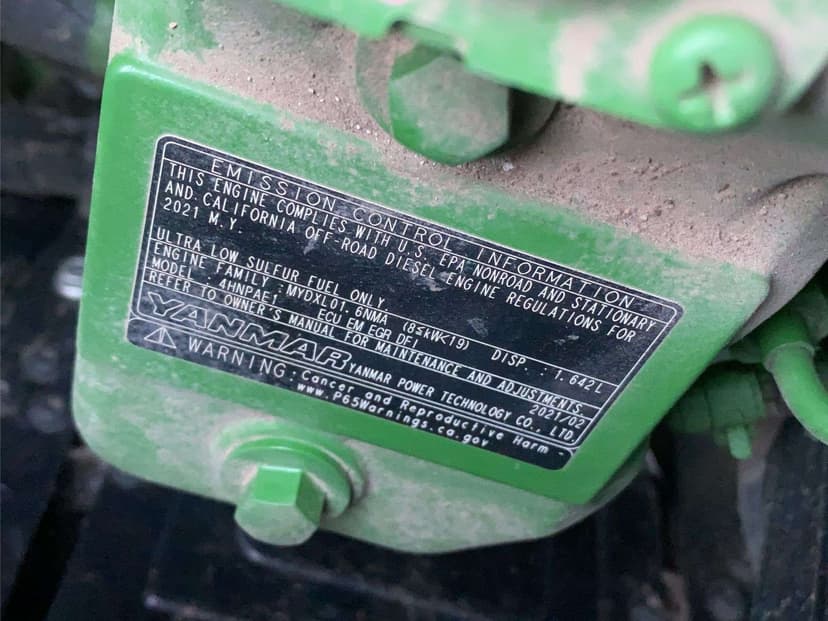 EMISSION CONTROL INFORMATION
THIS ENGINE COMPLIES WITH U.S. EPA NONROAD AND STATIONARY
AND CALIFORNIA OFF-ROAD DIESEL ENGINE REGULATIONS FOR
2021 M.Y.
ULTRA LOW SULFUR FUEL ONLY
ENGINE FAMILY : MYDXL01.6NMA (8≤kW<19) DISP. : 1.642 L
MODEL : 4HNPAE1 ECU EM EGR DFI
REFER TO OWNER'S MANUAL FOR MAINTENANCE AND ADJUSTMENTS
2021/02
YANMAR YANMAR POWER TECHNOLOGY CO., LTD.
WARNING: Cancer and Reproductive Harm -
www.P65Warnings.ca.gov